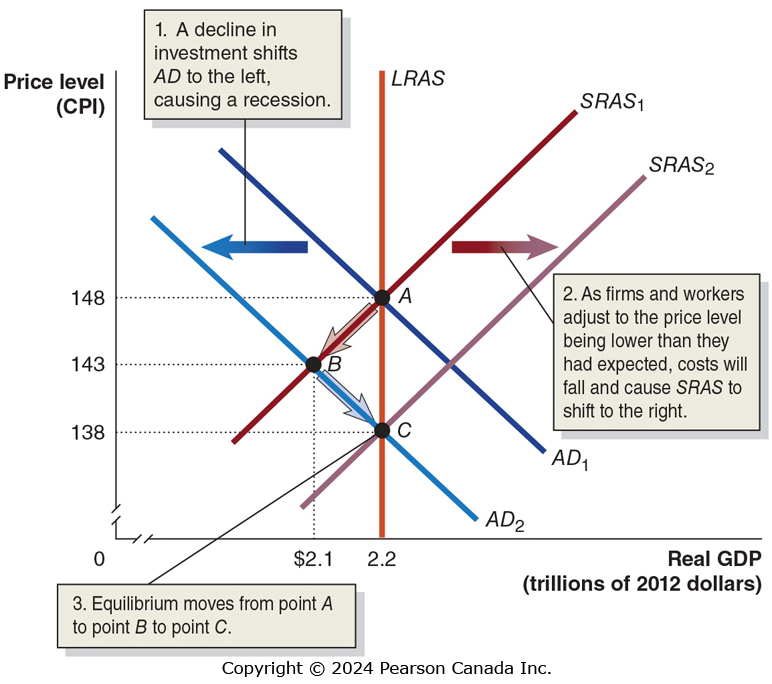 1. A decline in
investment shifts
AD to the left,
causing a recession.
Price level
(CPI)
LRAS
SRAS1
SRAS2
148
A
2. As firms and workers
adjust to the price level
being lower than they
had expected, costs will
fall and cause SRAS to
shift to the right.
143
B
138
C
AD1
AD2
0
$2.1
2.2
Real GDP
(trillions of 2012 dollars)
3. Equilibrium moves from point A
to point B to point C.
Copyright © 2024 Pearson Canada Inc.